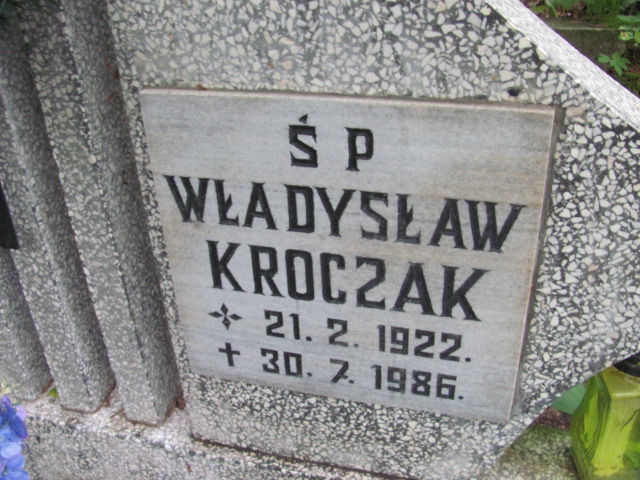 Ś P
WŁADYSŁAW
KROCZAK
21. 2. 1922.
† 30. 7. 1986.